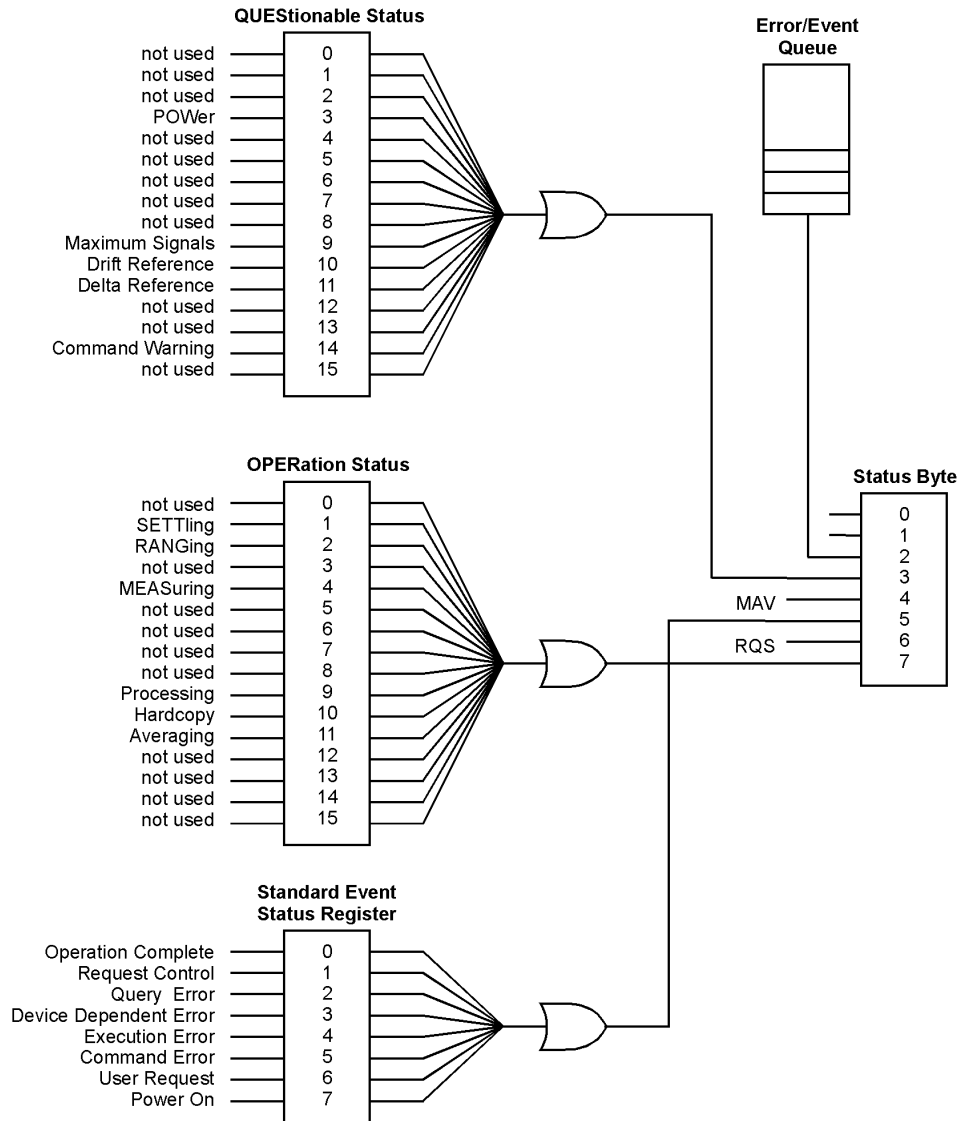 QUEStionable Status
not used 0
not used 1
not used 2
POWer 3
not used 4
not used 5
not used 6
not used 7
not used 8
Maximum Signals 9
Drift Reference 10
Delta Reference 11
not used 12
not used 13
Command Warning 14
not used 15
Error/Event
Queue
OPERation Status
not used 0
SETTling 1
RANGing 2
not used 3
MEASuring 4
not used 5
not used 6
not used 7
not used 8
Processing 9
Hardcopy 10
Averaging 11
not used 12
not used 13
not used 14
not used 15
Status Byte
0
1
2
3
MAV 4
5
RQS 6
7
Standard Event
Status Register
Operation Complete 0
Request Control 1
Query Error 2
Device Dependent Error 3
Execution Error 4
Command Error 5
User Request 6
Power On 7